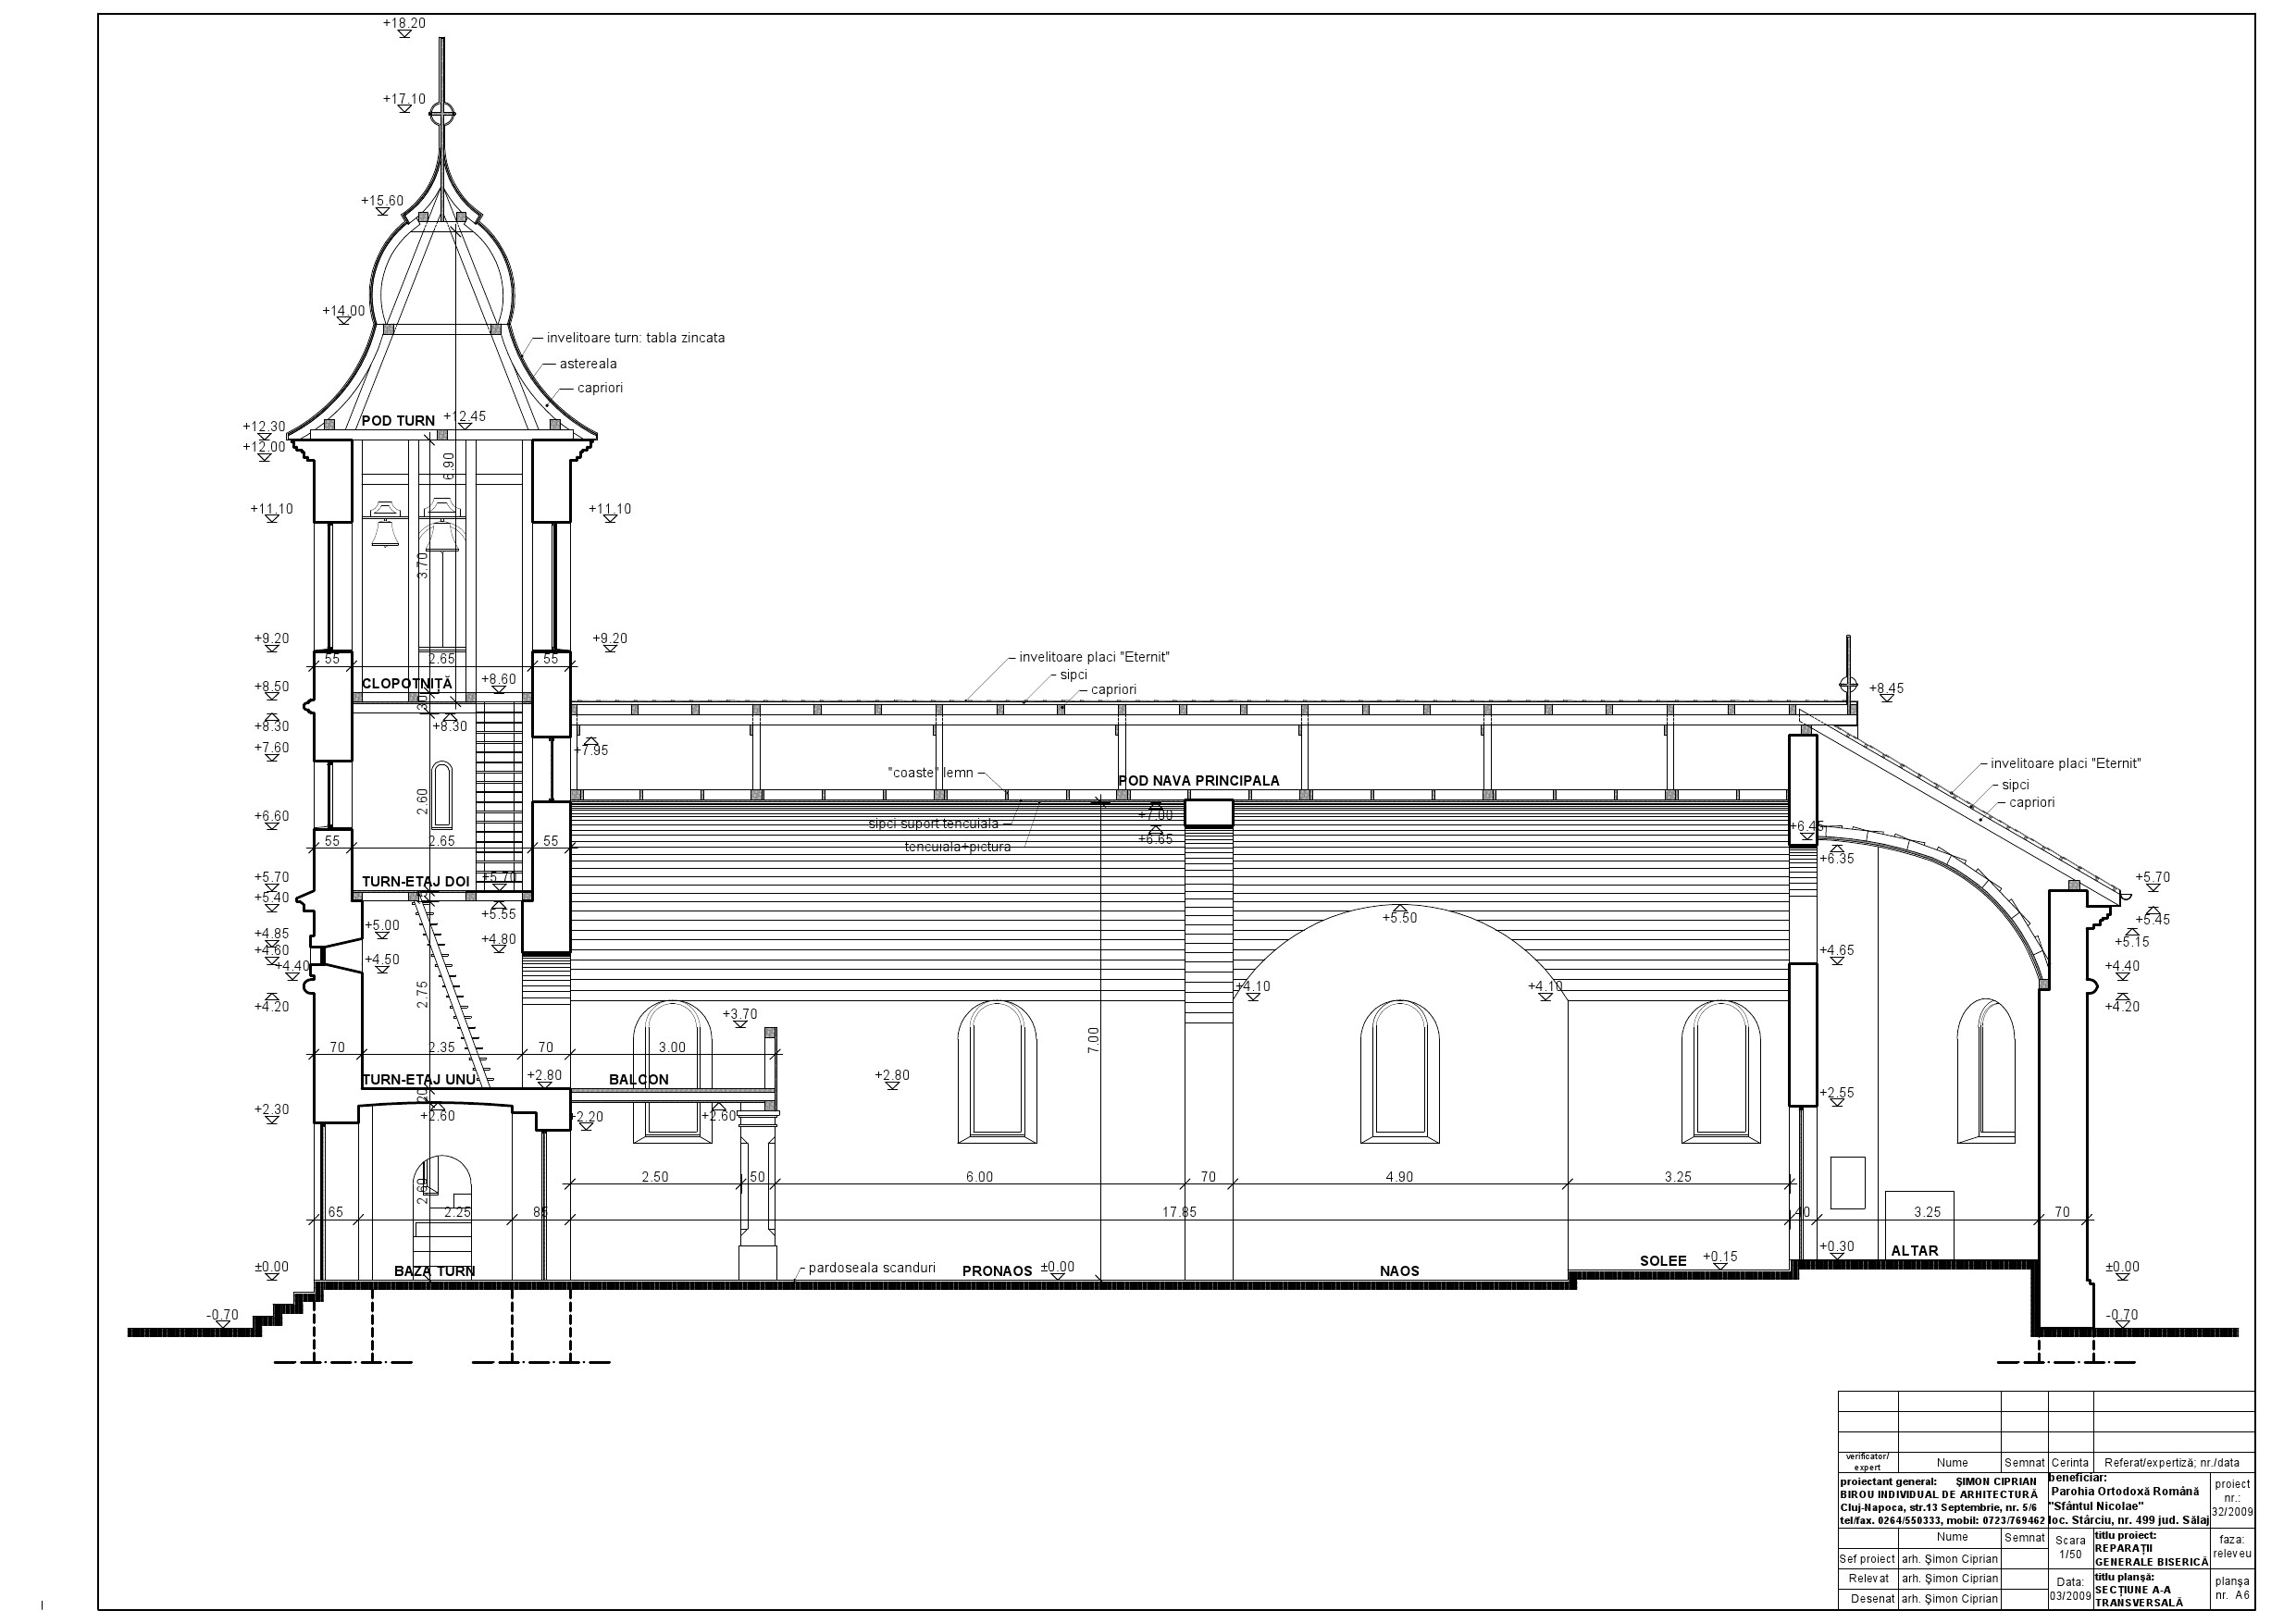 +18.20
+17.10
+15.60
+14.00
invelitoare turn: tabla zincata
astereala
capriori
POD TURN
+12.45
+12.30
+12.00
6.90
+11.10
+11.10
3.70
+9.20
+9.20
55
2.65
55
CLOPOTNIȚĂ
+8.60
+8.50
30
+8.30
+8.30
+7.60
+7.95
invelitoare placi "Eternit"
sipci
capriori
+8.45
"coaste" lemn
POD NAVA PRINCIPALA
invelitoare placi "Eternit"
sipci
capriori
2.60
+6.60
sipci suport tencuiala
tencuiala+pictura
+7.00
+6.65
+6.45
+6.35
55
2.65
55
TURN-ETAJ DOI
+5.70
+5.70
+5.40
+5.55
+5.00
+4.85
+4.80
+4.60
+4.50
+4.40
+4.20
2.75
+5.50
+4.10
+4.10
+4.65
+5.70
+5.45
+5.15
+4.40
+4.20
+3.70
7.00
70
2.35
70
3.00
TURN-ETAJ UNU
+2.80
BALCON
+2.80
20
+2.30
+2.60
+2.20
+2.60
+2.55
2.60
2.50
50
6.00
70
4.90
3.25
65
2.25
85
17.85
40
3.25
70
±0.00
BAZA TURN
pardoseala scanduri
PRONAOS
±0.00
NAOS
SOLEE
+0.15
+0.30
ALTAR
±0.00
-0.70
-0.70
verificator/
expert
Nume
Semnat
Cerinta
Referat/expertiză; nr./data
proiectant general: ŞIMON CIPRIAN
BIROU INDIVIDUAL DE ARHITECTURĂ
Cluj-Napoca, str.13 Septembrie, nr. 5/6
tel/fax. 0264/550333, mobil: 0723/769462
beneficiar:
Parohia Ortodoxă Română
"Sfântul Nicolae"
loc. Stârciu, nr. 499 jud. Sălaj
proiect
nr.:
32/2009
Nume
Semnat
Scara
1/50
titlu proiect:
REPARAȚII
GENERALE BISERICĂ
faza:
releveu
Sef proiect
arh. Şimon Ciprian
Relevat
arh. Şimon Ciprian
Desenat
arh. Şimon Ciprian
Data:
03/2009
titlu planşă:
SECȚIUNE A-A
TRANSVERSALĂ
planşa
nr. A6